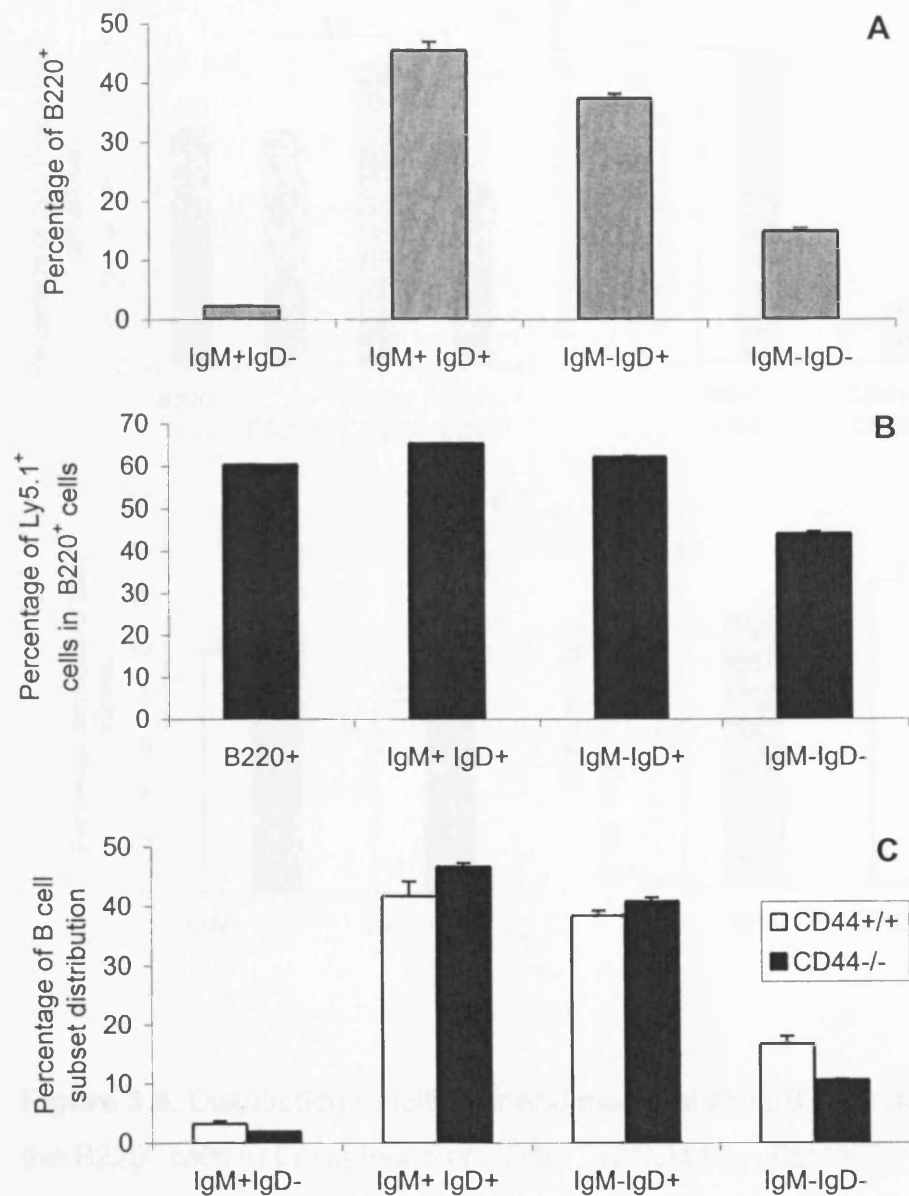 A
Percentage of B220+
50
40
30
20
10
0
IgM+IgD-
IgM+ IgD+
IgM-IgD+
IgM-IgD-
B
Percentage of Ly5.1+
cells in B220+ cells
70
60
50
40
30
20
10
0
B220+
IgM+ IgD+
IgM-IgD+
IgM-IgD-
C
Percentage of B cell
subset distribution
50
40
30
20
10
0
CD44+/+
CD44-/-
IgM+IgD-
IgM+ IgD+
IgM-IgD+
IgM-IgD-